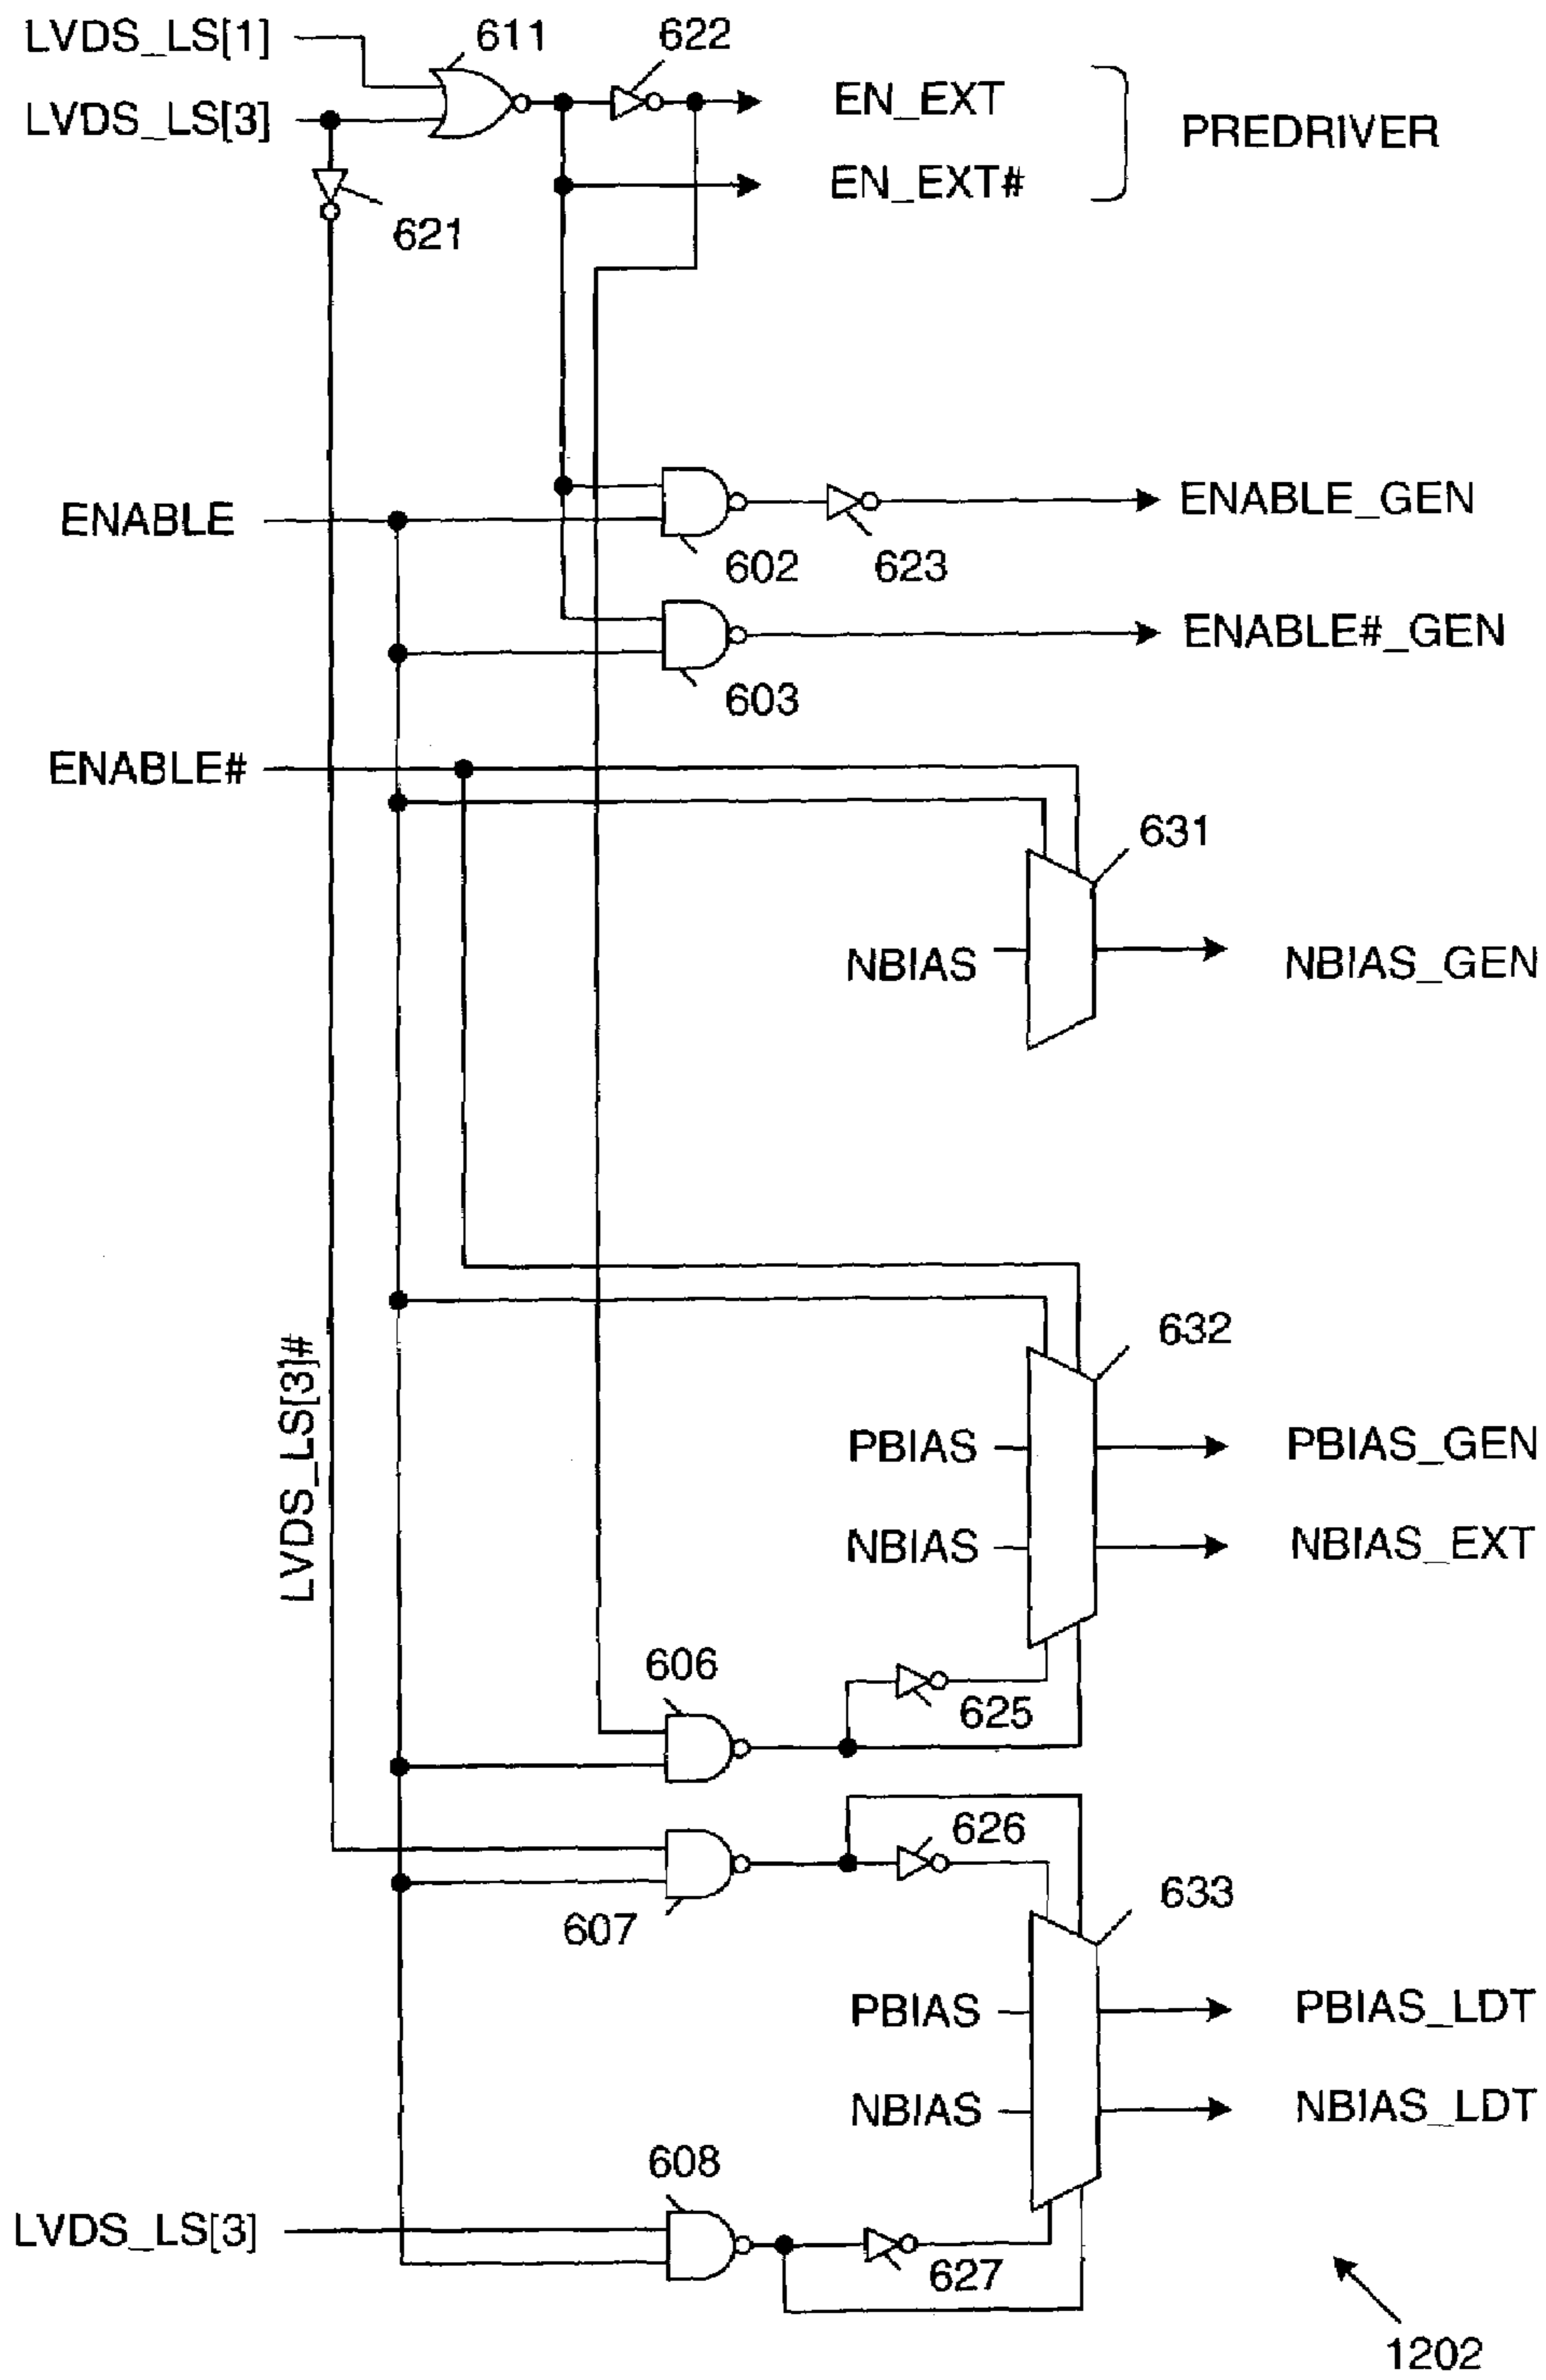 LVDS_LS[1]
611
622
EN_EXT
LVDS_LS[3]
PREDRIVER
EN_EXT#
621
ENABLE
ENABLE_GEN
602
623
ENABLE#_GEN
603
ENABLE#
631
NBIAS
NBIAS_GEN
632
LVDS_LS[3]#
PBIAS
PBIAS_GEN
NBIAS
NBIAS_EXT
606
625
626
607
633
PBIAS
PBIAS_LDT
NBIAS
NBIAS_LDT
608
LVDS_LS[3]
627
1202